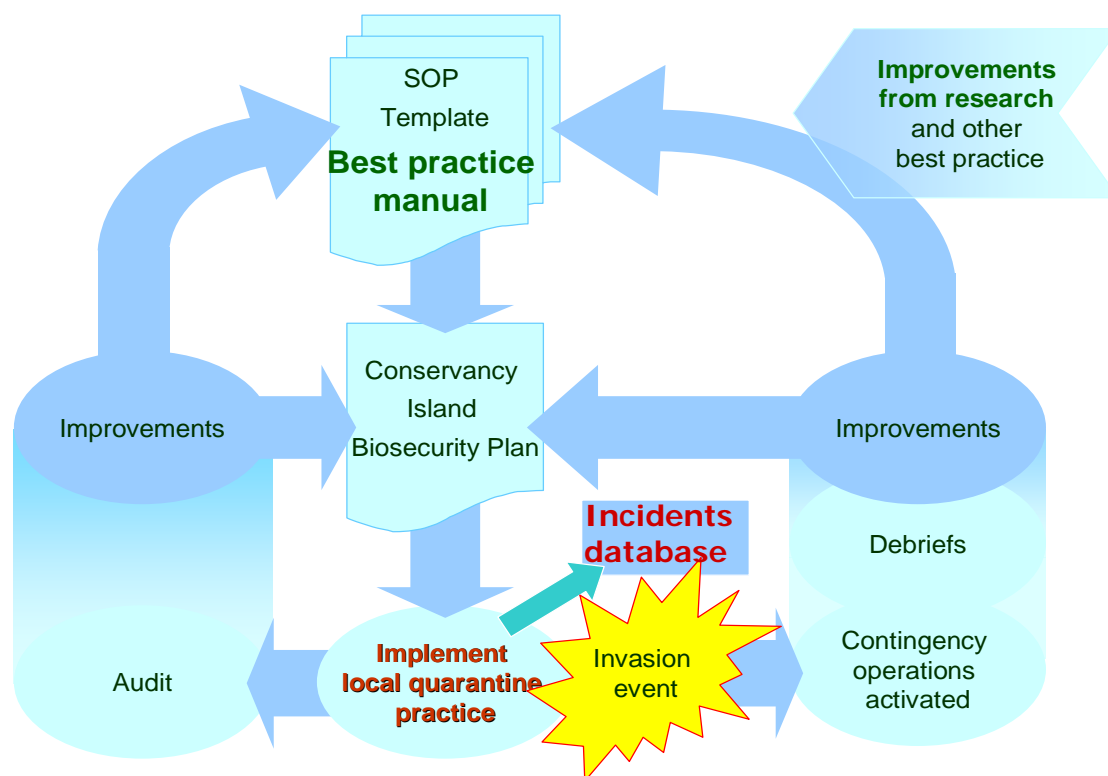 SOP
Template
Best practice
manual
Improvements
from research
and other
best practice
Conservancy
Island
Biosecurity Plan
Improvements
Improvements
Incidents
database
Debriefs
Audit
Implement
local quarantine
practice
Invasion
event
Contingency
operations
activated